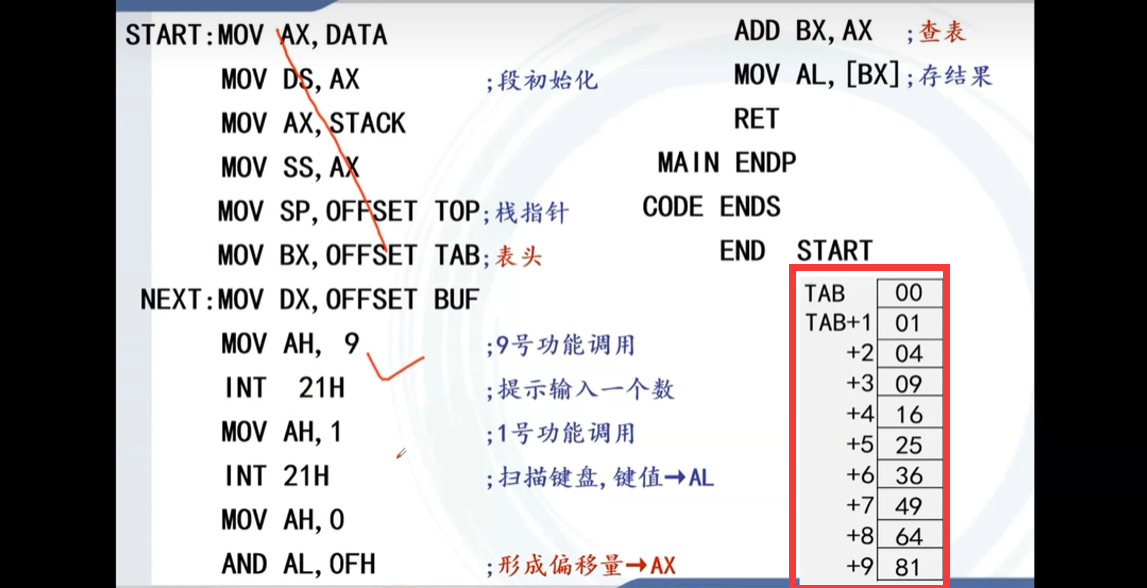 START:MOV AX,DATA
MOV DS,AX ;段初始化
MOV AX,STACK
MOV SS,AX
MOV SP,OFFSET TOP;栈指针
MOV BX,OFFSET TAB;表头
NEXT:MOV DX,OFFSET BUF
MOV AH, 9 ;9号功能调用
INT 21H ;提示输入一个数
MOV AH,1 ;1号功能调用
INT 21H ;扫描键盘,键值→AL
MOV AH,0
AND AL,0FH ;形成偏移量→AX
ADD BX,AX ;查表
MOV AL,[BX];存结果
RET
MAIN ENDP
CODE ENDS
END START
TAB 00
TAB+1 01
+2 04
+3 09
+4 16
+5 25
+6 36
+7 49
+8 64
+9 81